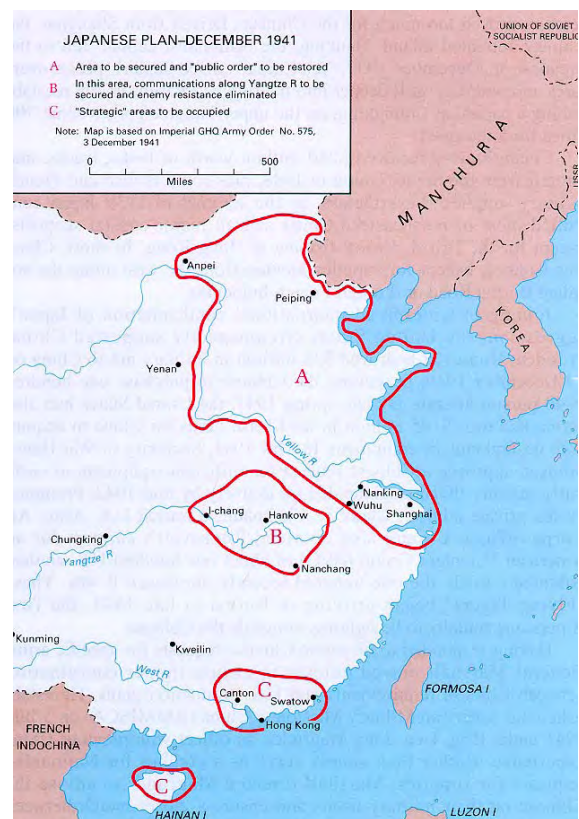 JAPANESE PLAN–DECEMBER 1941
A Area to be secured and "public order" to be restored
B In this area, communications along Yangtze R to be
secured and enemy resistance eliminated
C "Strategic" areas to be occupied
Note: Map is based on Imperial GHQ Army Order No. 575,
3 December 1941
0 500
Miles
UNION OF SOVIET
SOCIALIST REPUBLIC
MANCHURIA
KOREA
Anpei
Peiping
Yenan
A
Yellow R
Nanking
Wuhu
Shanghai
I-chang
Hankow
B
Nanchang
Chungking
Yangtze R
Kunming
Kweilin
West R
Canton
C
Swatow
Hong Kong
FORMOSA I
FRENCH
INDOCHINA
C
HAINAN I
LUZON I